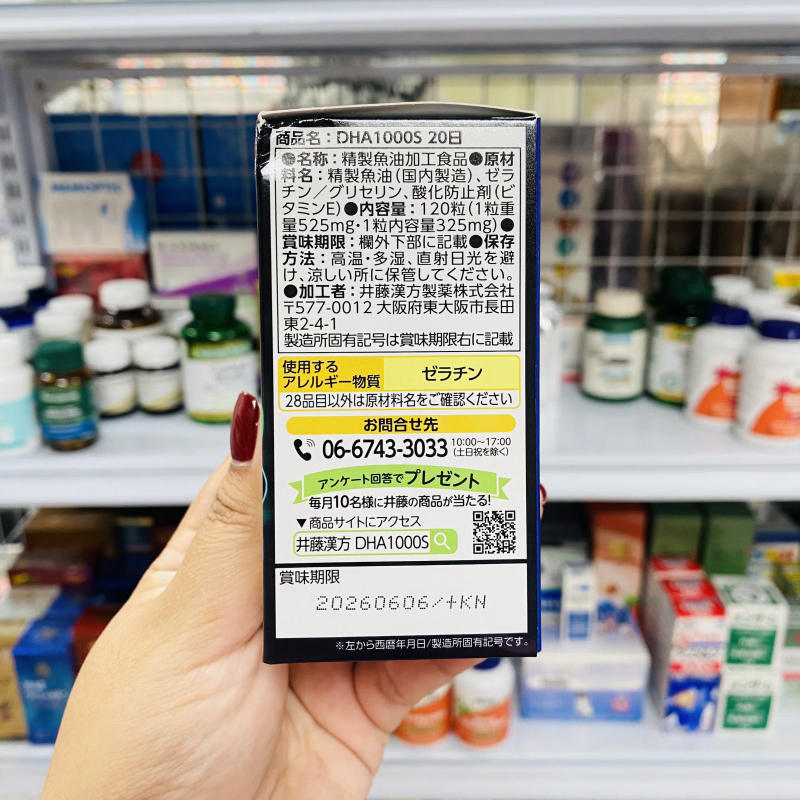 商品名：DHA1000S 20日
●名称：精製魚油加工食品●原材
料名：精製魚油(国内製造)、ゼラ
チン／グリセリン、酸化防止剤(ビ
タミンE)●内容量：120粒(1粒重
量525mg・1粒内容量325mg)●
賞味期限：欄外下部に記載●保存
方法：高温・多湿、直射日光を避
け、涼しい所に保管してください。
●加工者：井藤漢方製薬株式会社
〒577-0012 大阪府東大阪市長田
東2-4-1
製造所固有記号は賞味期限右に記載
使用する
アレルギー物質
ゼラチン
28品目以外は原材料名をご確認ください
お問合せ先
06-6743-3033
10:00〜17:00
(土日祝を除く)
アンケート回答でプレゼント
毎月10名様に井藤の商品が当たる!
▼商品サイトにアクセス
井藤漢方 DHA1000S
賞味期限
20260606/+KN
※左から西暦年月日/製造所固有記号です。